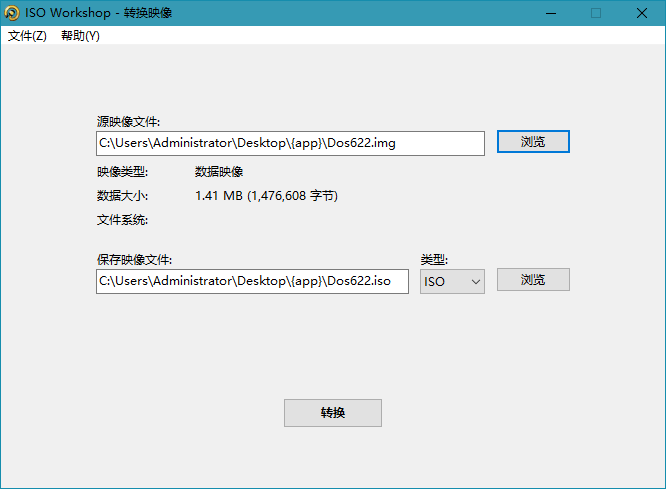 ISO Workshop - 转换映像
文件(Z) 帮助(Y)
源映像文件:
C:\Users\Administrator\Desktop\{app}\Dos622.img 浏览
映像类型: 数据映像
数据大小: 1.41 MB (1,476,608 字节)
文件系统:
保存映像文件: 类型:
C:\Users\Administrator\Desktop\{app}\Dos622.iso ISO 浏览
转换